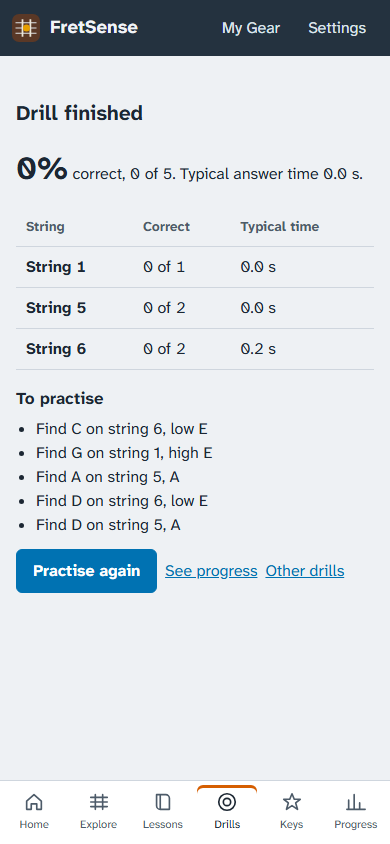 FretSense My Gear Settings
Drill finished
0% correct, 0 of 5. Typical answer time 0.0 s.
String Correct Typical time
String 1 0 of 1 0.0 s
String 5 0 of 2 0.0 s
String 6 0 of 2 0.2 s
To practise
Find C on string 6, low E
Find G on string 1, high E
Find A on string 5, A
Find D on string 6, low E
Find D on string 5, A
Practise again See progress Other drills
Home Explore Lessons Drills Keys Progress